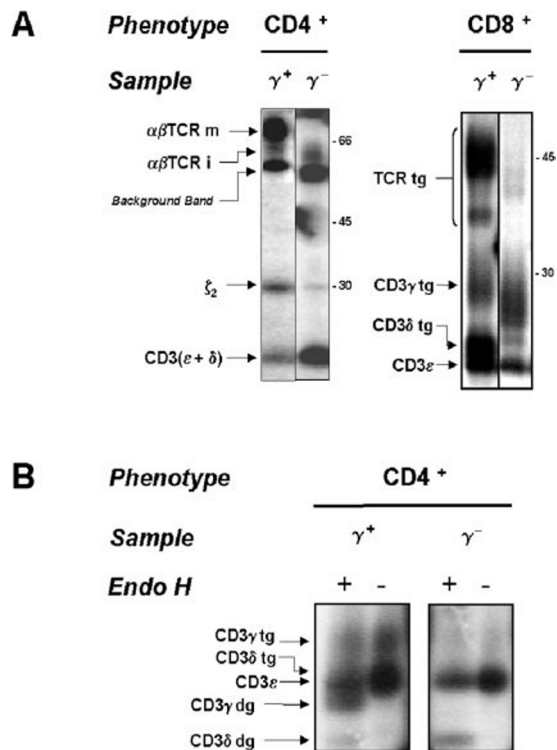 A
Phenotype CD4 + CD8 +
Sample γ+ γ− γ+ γ−
αβTCR m
- 66
- 45
αβTCR i
TCR tg
Background Band
- 45
- 30
ζ2
- 30
CD3γ tg
CD3δ tg
CD3(ε + δ)
CD3ε
B
Phenotype CD4 +
Sample γ+ γ−
Endo H + - + -
CD3γ tg
CD3δ tg
CD3ε
CD3γ dg
CD3δ dg